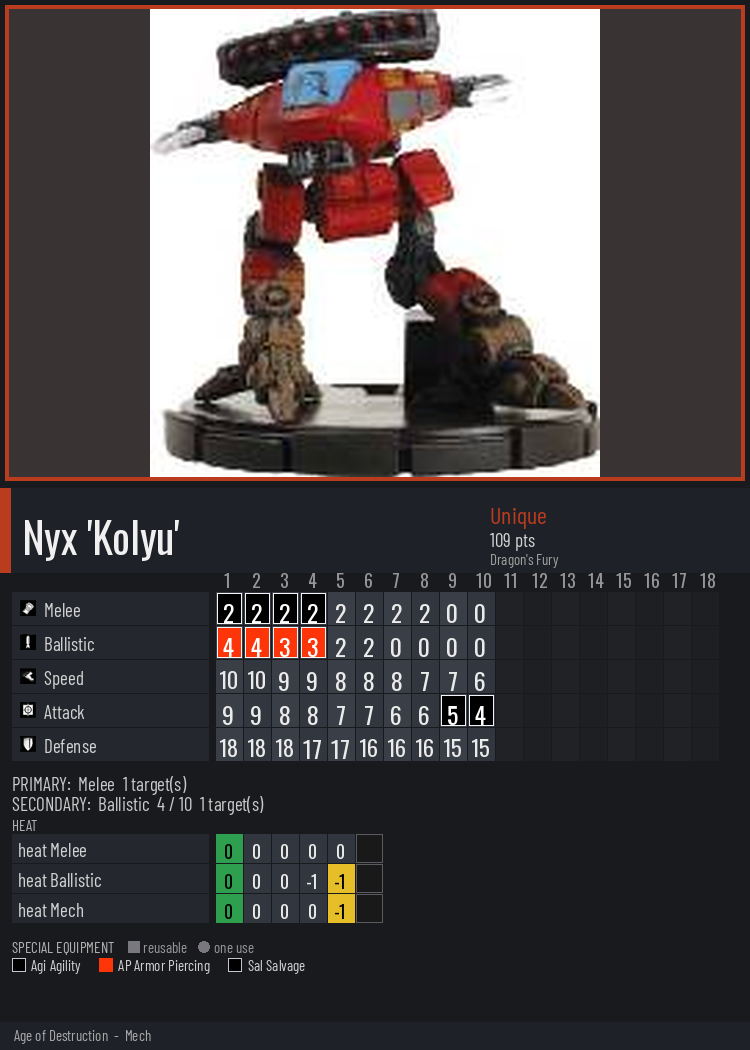 Nyx 'Kolyu'
Unique
109 pts
Dragon's Fury
1 2 3 4 5 6 7 8 9 10 11 12 13 14 15 16 17 18
Melee 2 2 2 2 2 2 2 2 0 0
Ballistic 4 4 3 3 2 2 0 0 0 0
Speed 10 10 9 9 8 8 8 7 7 6
Attack 9 9 8 8 7 7 6 6 5 4
Defense 18 18 18 17 17 16 16 16 15 15
PRIMARY: Melee 1 target(s)
SECONDARY: Ballistic 4 / 10 1 target(s)
HEAT
heat Melee 0 0 0 0 0
heat Ballistic 0 0 0 -1 -1
heat Mech 0 0 0 0 -1
SPECIAL EQUIPMENT reusable one use
Agi Agility AP Armor Piercing Sal Salvage
Age of Destruction - Mech